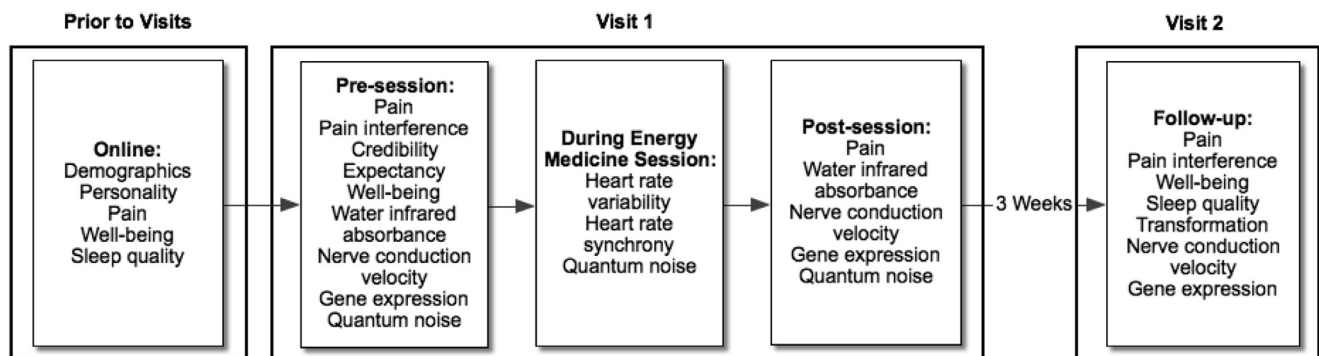 Prior to Visits
Visit 1
Visit 2
Online:
Demographics
Personality
Pain
Well-being
Sleep quality
Pre-session:
Pain
Pain interference
Credibility
Expectancy
Well-being
Water infrared
absorbance
Nerve conduction
velocity
Gene expression
Quantum noise
During Energy
Medicine Session:
Heart rate
variability
Heart rate
synchrony
Quantum noise
Post-session:
Pain
Water infrared
absorbance
Nerve conduction
velocity
Gene expression
Quantum noise
3 Weeks
Follow-up:
Pain
Pain interference
Well-being
Sleep quality
Transformation
Nerve conduction
velocity
Gene expression